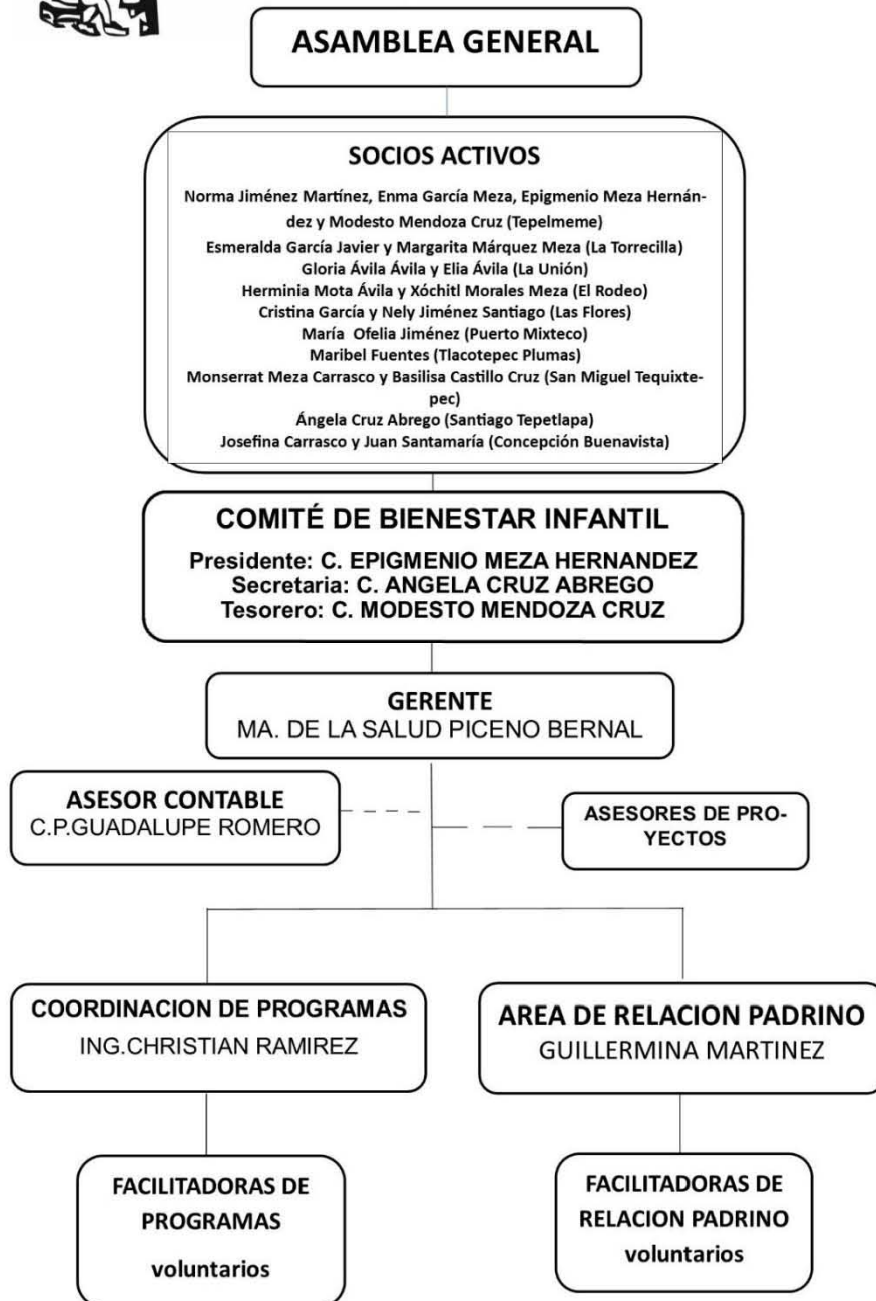 ASAMBLEA GENERAL
SOCIOS ACTIVOS
Norma Jiménez Martínez, Enma García Meza, Epigmenio Meza Hernán-
dez y Modesto Mendoza Cruz (Tepelmeme)
Esmeralda García Javier y Margarita Márquez Meza (La Torrecilla)
Gloria Ávila Ávila y Elia Ávila (La Unión)
Herminia Mota Ávila y Xóchitl Morales Meza (El Rodeo)
Cristina García y Nely Jiménez Santiago (Las Flores)
María Ofelia Jiménez (Puerto Mixteco)
Maribel Fuentes (Tlacotepec Plumas)
Monserrat Meza Carrasco y Basilisa Castillo Cruz (San Miguel Tequixte-
pec)
Ángela Cruz Abrego (Santiago Tepetlapa)
Josefina Carrasco y Juan Santamaría (Concepción Buenavista)
COMITÉ DE BIENESTAR INFANTIL
Presidente: C. EPIGMENIO MEZA HERNANDEZ
Secretaria: C. ANGELA CRUZ ABREGO
Tesorero: C. MODESTO MENDOZA CRUZ
GERENTE
MA. DE LA SALUD PICENO BERNAL
ASESOR CONTABLE
C.P.GUADALUPE ROMERO
ASESORES DE PRO-
YECTOS
COORDINACION DE PROGRAMAS
ING.CHRISTIAN RAMIREZ
AREA DE RELACION PADRINO
GUILLERMINA MARTINEZ
FACILITADORAS DE
PROGRAMAS
voluntarios
FACILITADORAS DE
RELACION PADRINO
voluntarios